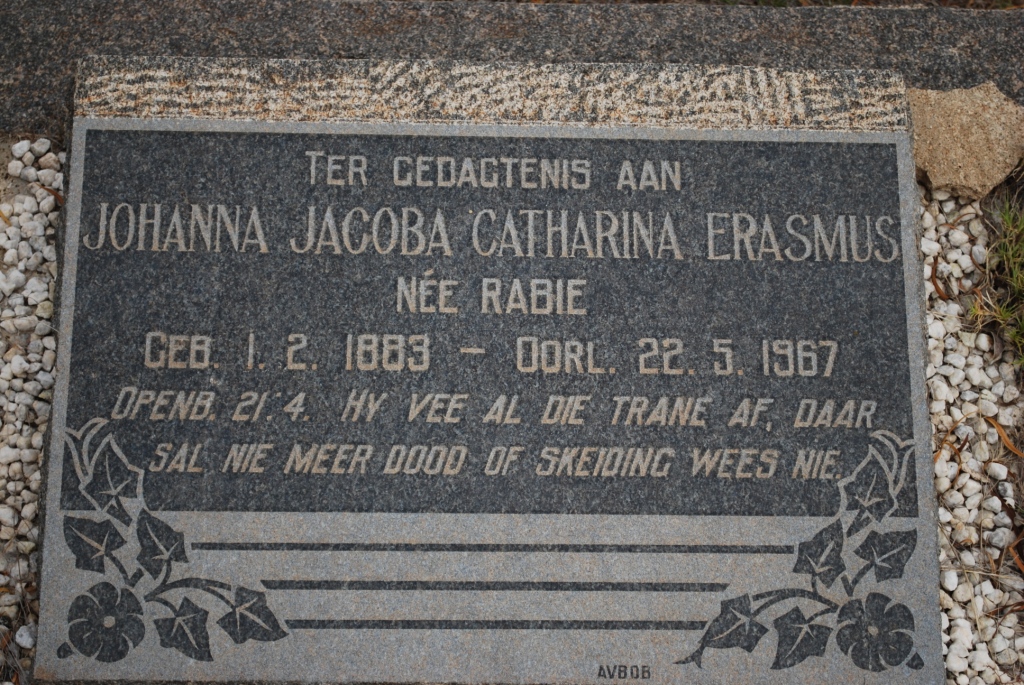 TER GEDAGTENIS AAN
JOHANNA JACOBA CATHARINA ERASMUS
NÉE RABIE
GEB. 1. 2. 1883 - OORL. 22. 5. 1967
OPENB. 21.4. HY VEE AL DIE TRANE AF, DAAR
SAL NIE MEER DOOD OF SKEIDING WEES NIE.
AVBOB